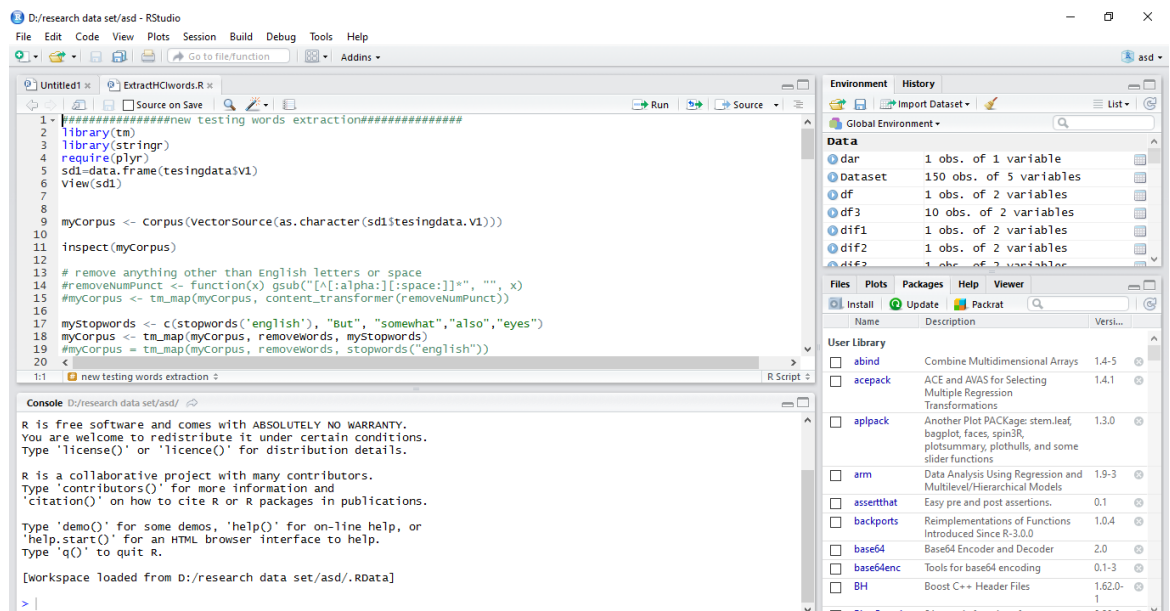 D:/research data set/asd - RStudio
File Edit Code View Plots Session Build Debug Tools Help
Go to file/function Addins asd
Untitled1 ExtractHClwords.R
Source on Save Run Source
1 ################new testing words extraction###############
2 library(tm)
3 library(stringr)
4 require(plyr)
5 sd1=data.frame(tesingdata$V1)
6 View(sd1)
7
8
9 myCorpus <- Corpus(VectorSource(as.character(sd1$tesingdata.V1)))
10
11 inspect(myCorpus)
12
13 # remove anything other than English letters or space
14 #removeNumPunct <- function(x) gsub("[^[:alpha:][:space:]]*", "", x)
15 #myCorpus <- tm_map(myCorpus, content_transformer(removeNumPunct))
16
17 myStopwords <- c(stopwords('english'), "But", "somewhat","also","eyes")
18 myCorpus <- tm_map(myCorpus, removeWords, myStopwords)
19 #myCorpus = tm_map(myCorpus, removeWords, stopwords("english"))
20
1:1 new testing words extraction R Script
Console D:/research data set/asd/
R is free software and comes with ABSOLUTELY NO WARRANTY.
You are welcome to redistribute it under certain conditions.
Type 'license()' or 'licence()' for distribution details.
R is a collaborative project with many contributors.
Type 'contributors()' for more information and
'citation()' on how to cite R or R packages in publications.
Type 'demo()' for some demos, 'help()' for on-line help, or
'help.start()' for an HTML browser interface to help.
Type 'q()' to quit R.
[Workspace loaded from D:/research data set/asd/.RData]
>
Environment History
Import Dataset List
Global Environment
Data
dar 1 obs. of 1 variable
Dataset 150 obs. of 5 variables
df 1 obs. of 2 variables
df3 10 obs. of 2 variables
dif1 1 obs. of 2 variables
dif2 1 obs. of 2 variables
dif3 1 obs. of 2 variables
Files Plots Packages Help Viewer
Install Update Packrat
Name Description Versi...
User Library
abind Combine Multidimensional Arrays 1.4-5
acepack ACE and AVAS for Selecting 1.4.1
Multiple Regression
Transformations
aplpack Another Plot PACKage: stem.leaf, 1.3.0
bagplot, faces, spin3R,
plotsummary, plothulls, and some
slider functions
arm Data Analysis Using Regression and 1.9-3
Multilevel/Hierarchical Models
assertthat Easy pre and post assertions. 0.1
backports Reimplementations of Functions 1.0.4
Introduced Since R-3.0.0
base64 Base64 Encoder and Decoder 2.0
base64enc Tools for base64 encoding 0.1-3
BH Boost C++ Header Files 1.62.0-
1